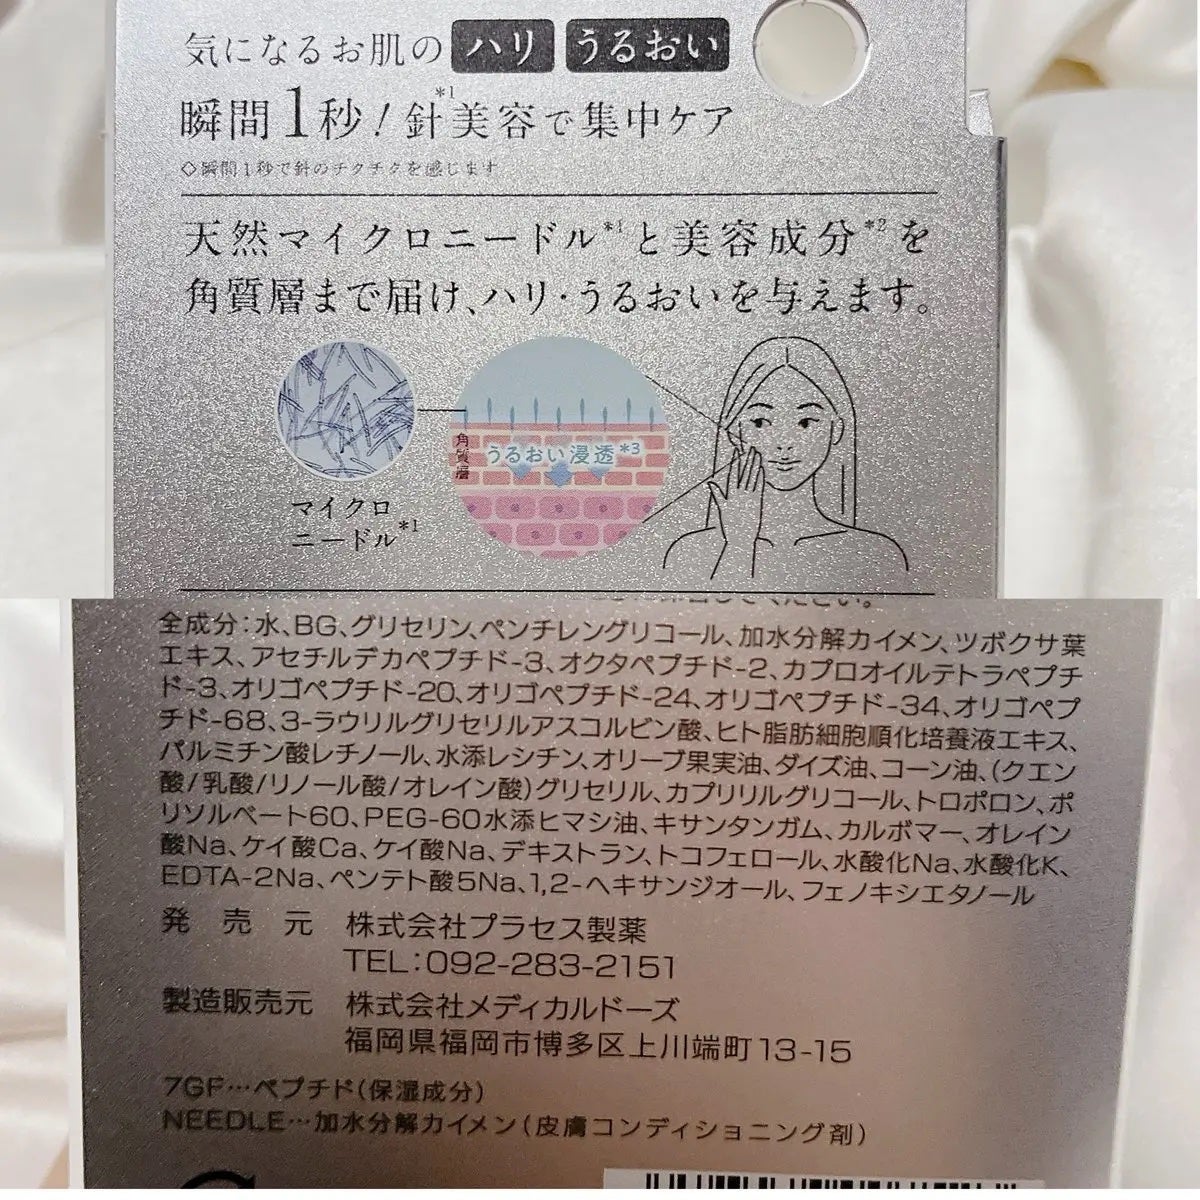 気になるお肌の ハリ うるおい
瞬間1秒!針*1美容で集中ケア
◇瞬間1秒で針のチクチクを感じます
天然マイクロニードル*1と美容成分*2を
角質層まで届け、ハリ・うるおいを与えます。
角質層
うるおい浸透*3
マイクロ
ニードル*1
ください。
全成分:水、BG、グリセリン、ペンチレングリコール、加水分解カイメン、ツボクサ葉
エキス、アセチルデカペプチド-3、オクタペプチド-2、カプロオイルテトラペプチ
ド-3、オリゴペプチド-20、オリゴペプチド-24、オリゴペプチド-34、オリゴペプ
チド-68、3-ラウリルグリセリルアスコルビン酸、ヒト脂肪細胞順化培養液エキス、
パルミチン酸レチノール、水添レシチン、オリーブ果実油、ダイズ油、コーン油、(クエン
酸/乳酸/リノール酸/オレイン酸)グリセリル、カプリリルグリコール、トロポロン、ポ
リソルベート60、PEG-60水添ヒマシ油、キサンタンガム、カルボマー、オレイン
酸Na、ケイ酸Ca、ケイ酸Na、デキストラン、トコフェロール、水酸化Na、水酸化K、
EDTA-2Na、ペンテト酸5Na、1,2-ヘキサンジオール、フェノキシエタノール
発売元 株式会社プラセス製薬
TEL:092-283-2151
製造販売元 株式会社メディカルドーズ
福岡県福岡市博多区上川端町13-15
7GF…ペプチド(保湿成分)
NEEDLE…加水分解カイメン(皮膚コンディショニング剤)